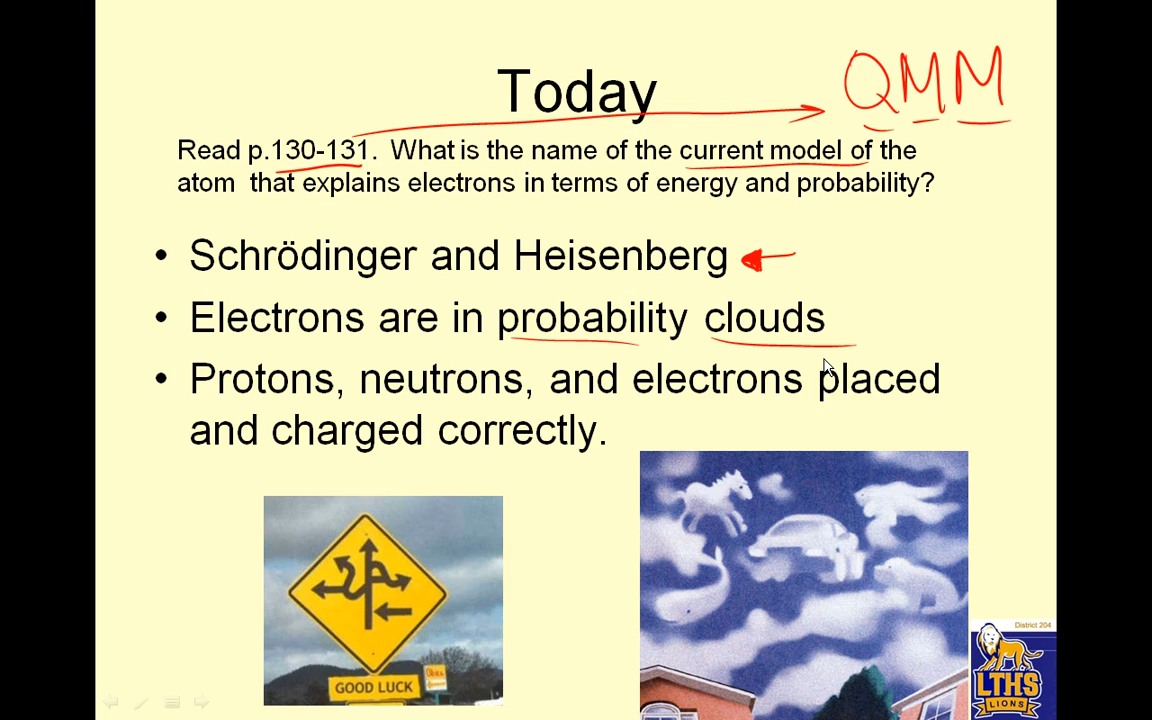 QMM
Today
Read p.130-131. What is the name of the current model of the
atom that explains electrons in terms of energy and probability?
• Schrödinger and Heisenberg
• Electrons are in probability clouds
• Protons, neutrons, and electrons placed
and charged correctly.
GOOD LUCK
District 204
LTHS
LIONS